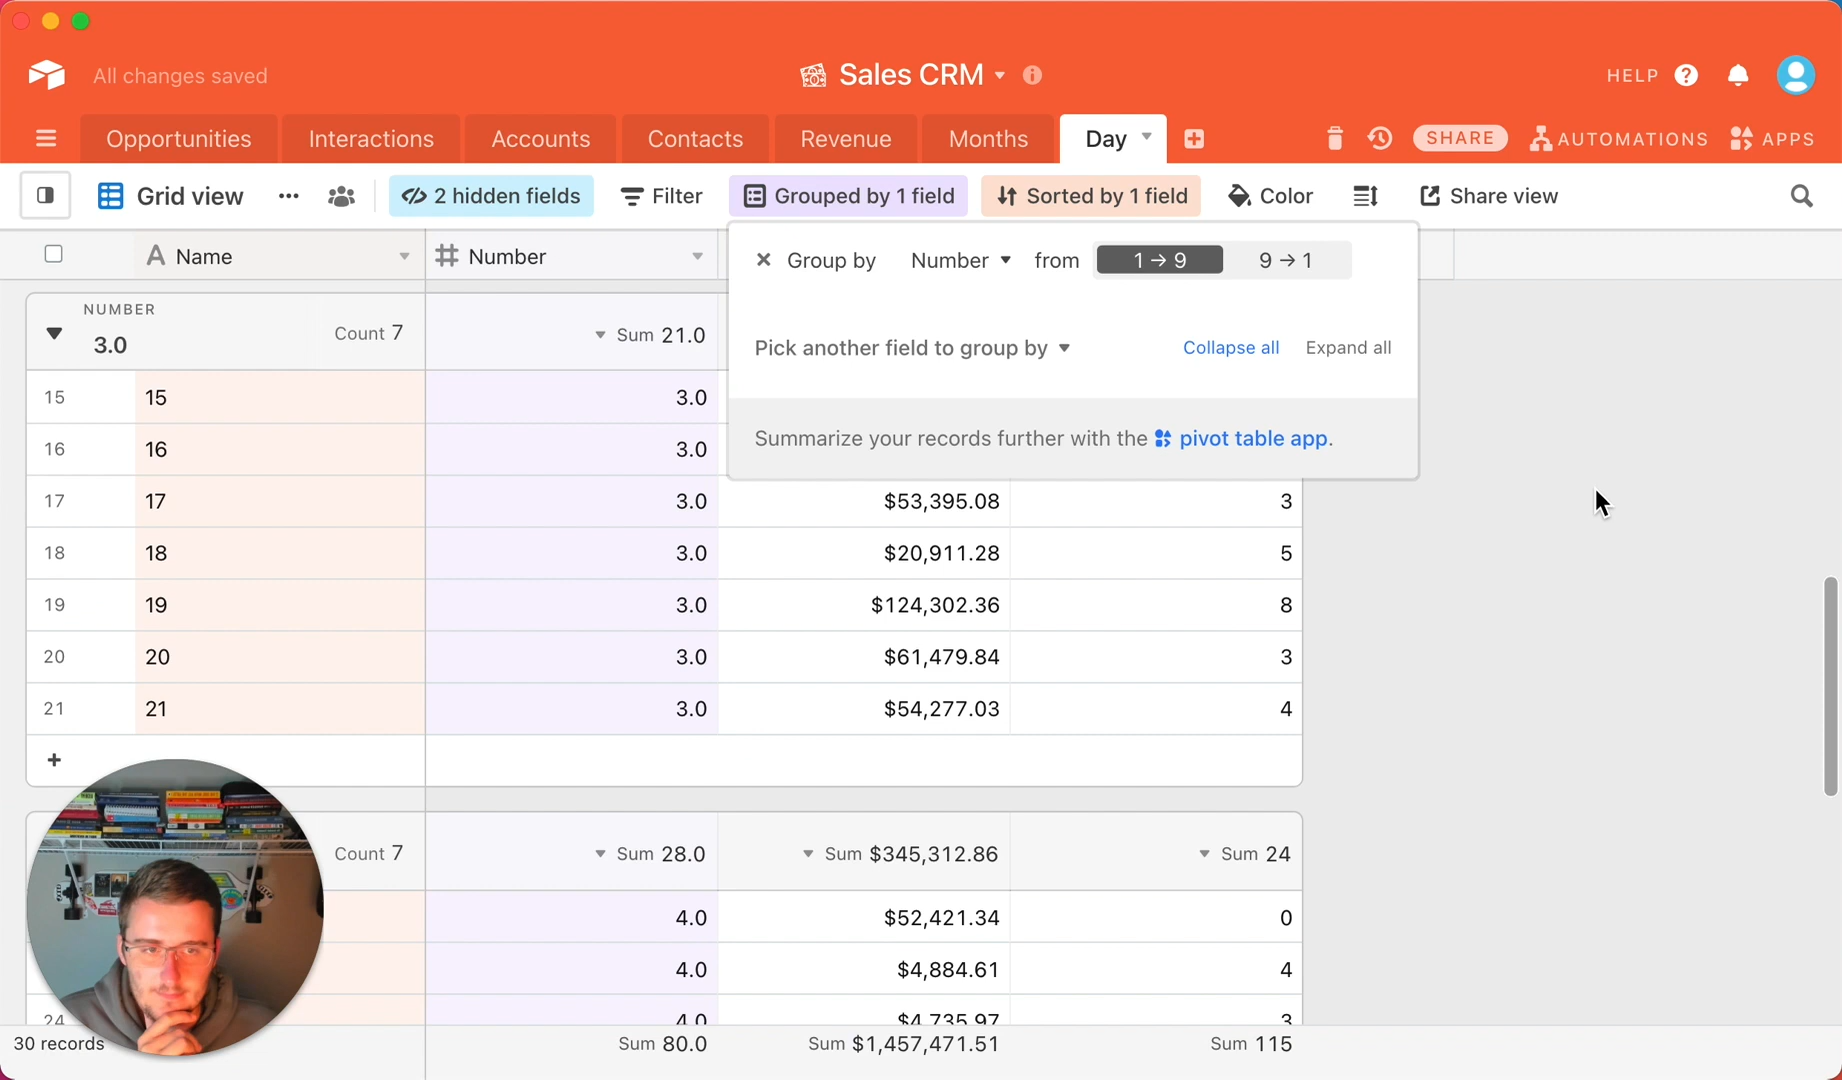 All changes saved
Sales CRM
HELP
Opportunities Interactions Accounts Contacts Revenue Months Day
SHARE AUTOMATIONS APPS
Grid view 2 hidden fields Filter Grouped by 1 field Sorted by 1 field Color Share view
Name Number
Group by Number from 1 → 9 9 → 1
NUMBER
3.0 Count 7 Sum 21.0
Pick another field to group by Collapse all Expand all
15 15 3.0
Summarize your records further with the pivot table app.
16 16 3.0
17 17 3.0 $53,395.08 3
18 18 3.0 $20,911.28 5
19 19 3.0 $124,302.36 8
20 20 3.0 $61,479.84 3
21 21 3.0 $54,277.03 4
+
Count 7 Sum 28.0 Sum $345,312.86 Sum 24
4.0 $52,421.34 0
4.0 $4,884.61 4
24 4.0 $4,735.97 3
30 records Sum 80.0 Sum $1,457,471.51 Sum 115